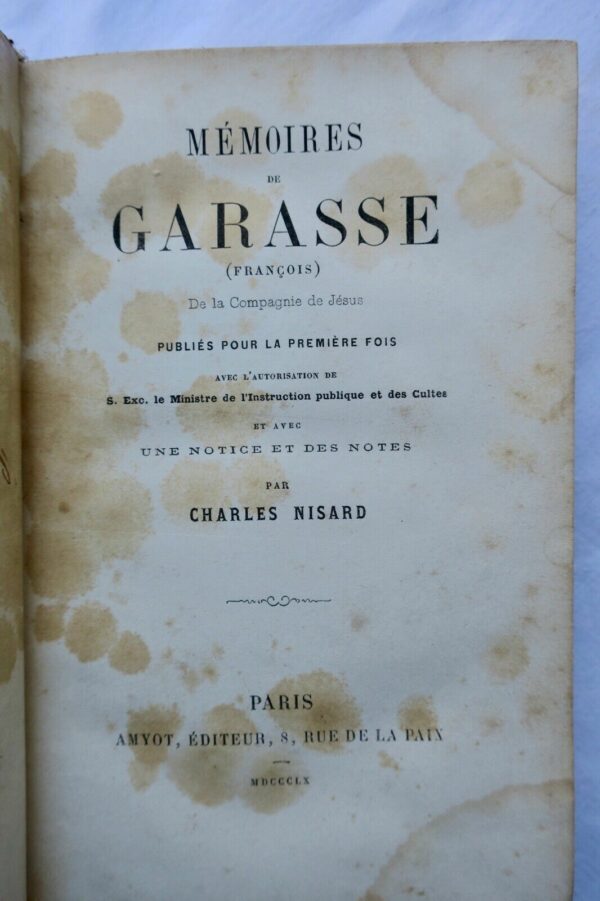 MÉMOIRES
DE
GARASSE
(FRANÇOIS)
De la Compagnie de Jésus
PUBLIÉS POUR LA PREMIÈRE FOIS
AVEC L'AUTORISATION DE
S. Exc. le Ministre de l'Instruction publique et des Cultes
ET AVEC
UNE NOTICE ET DES NOTES
PAR
CHARLES NISARD
PARIS
AMYOT, ÉDITEUR, 8, RUE DE LA PAIX
MDCCCLX